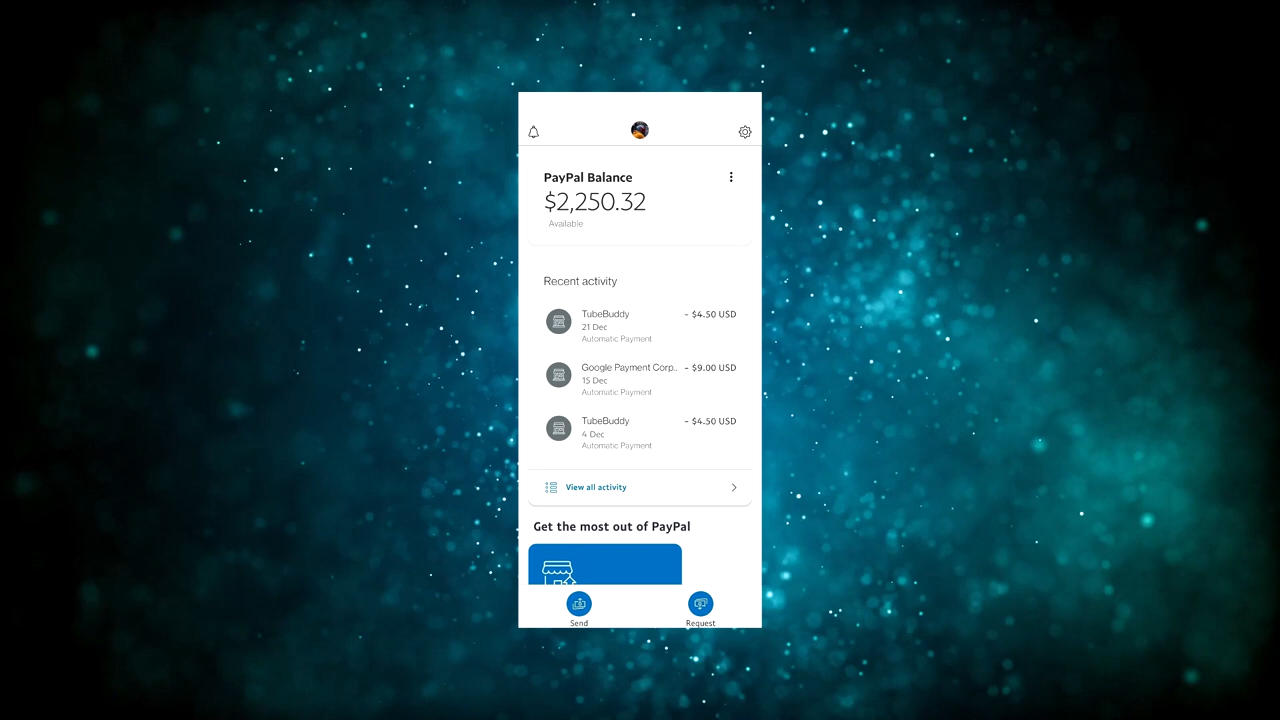 PayPal Balance
$2,250.32
Available
Recent activity
TubeBuddy - $4.50 USD
21 Dec
Automatic Payment
Google Payment Corp.. - $9.00 USD
15 Dec
Automatic Payment
TubeBuddy - $4.50 USD
4 Dec
Automatic Payment
View all activity
Get the most out of PayPal
Send Request